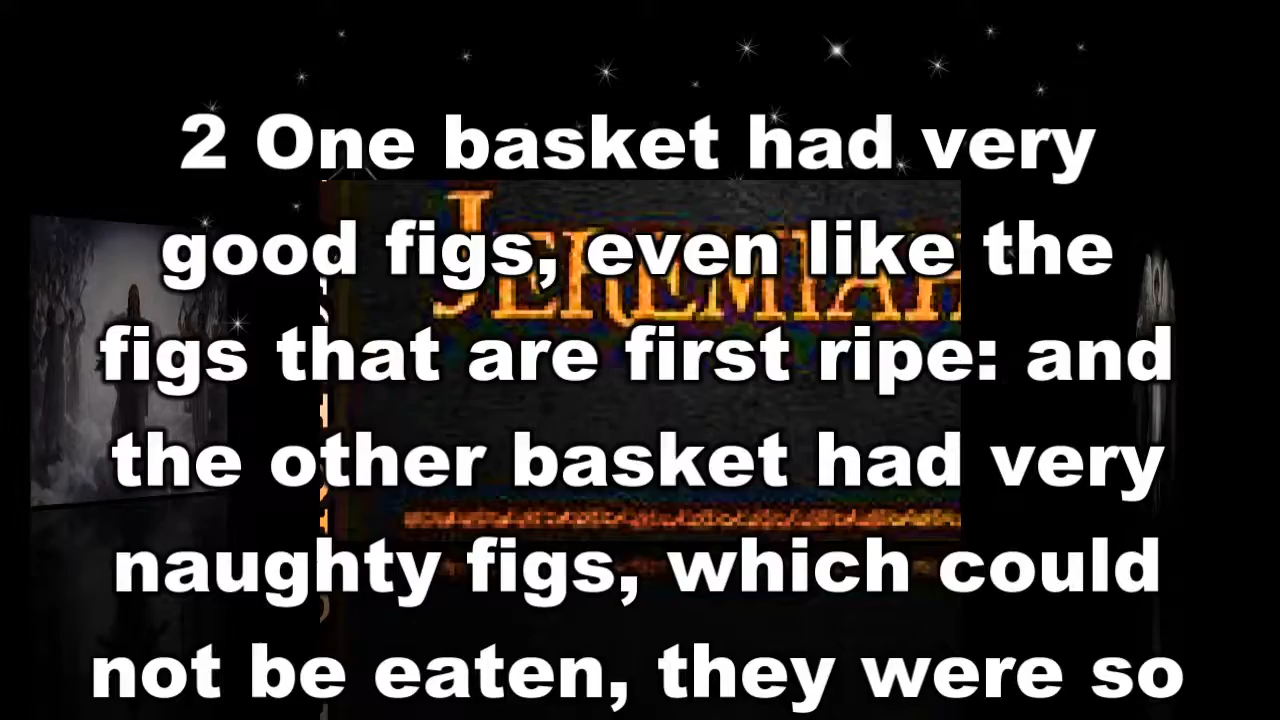 2 One basket had very
good figs, even like the
JEREMIAH
figs that are first ripe: and
the other basket had very
naughty figs, which could
not be eaten, they were so